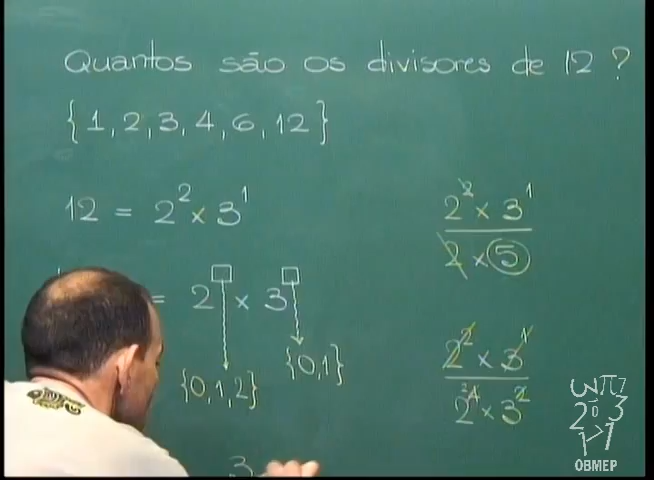 Quantos são os divisores de 12 ?
{1, 2, 3, 4, 6, 12}
12 = 2² × 3¹
= 2^□ × 3^□
{0, 1, 2}
{0, 1}
3
2² × 3¹
2 × 5
2² × 3¹
2⁴ × 3²
OBMEP